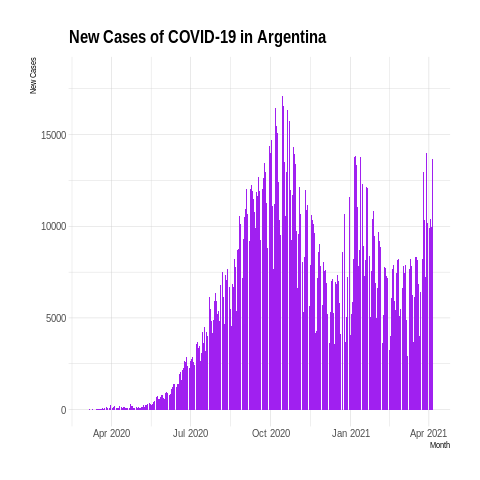 New Cases of COVID-19 in Argentina
New Cases
15000
10000
5000
0
Apr 2020 Jul 2020 Oct 2020 Jan 2021 Apr 2021
Month